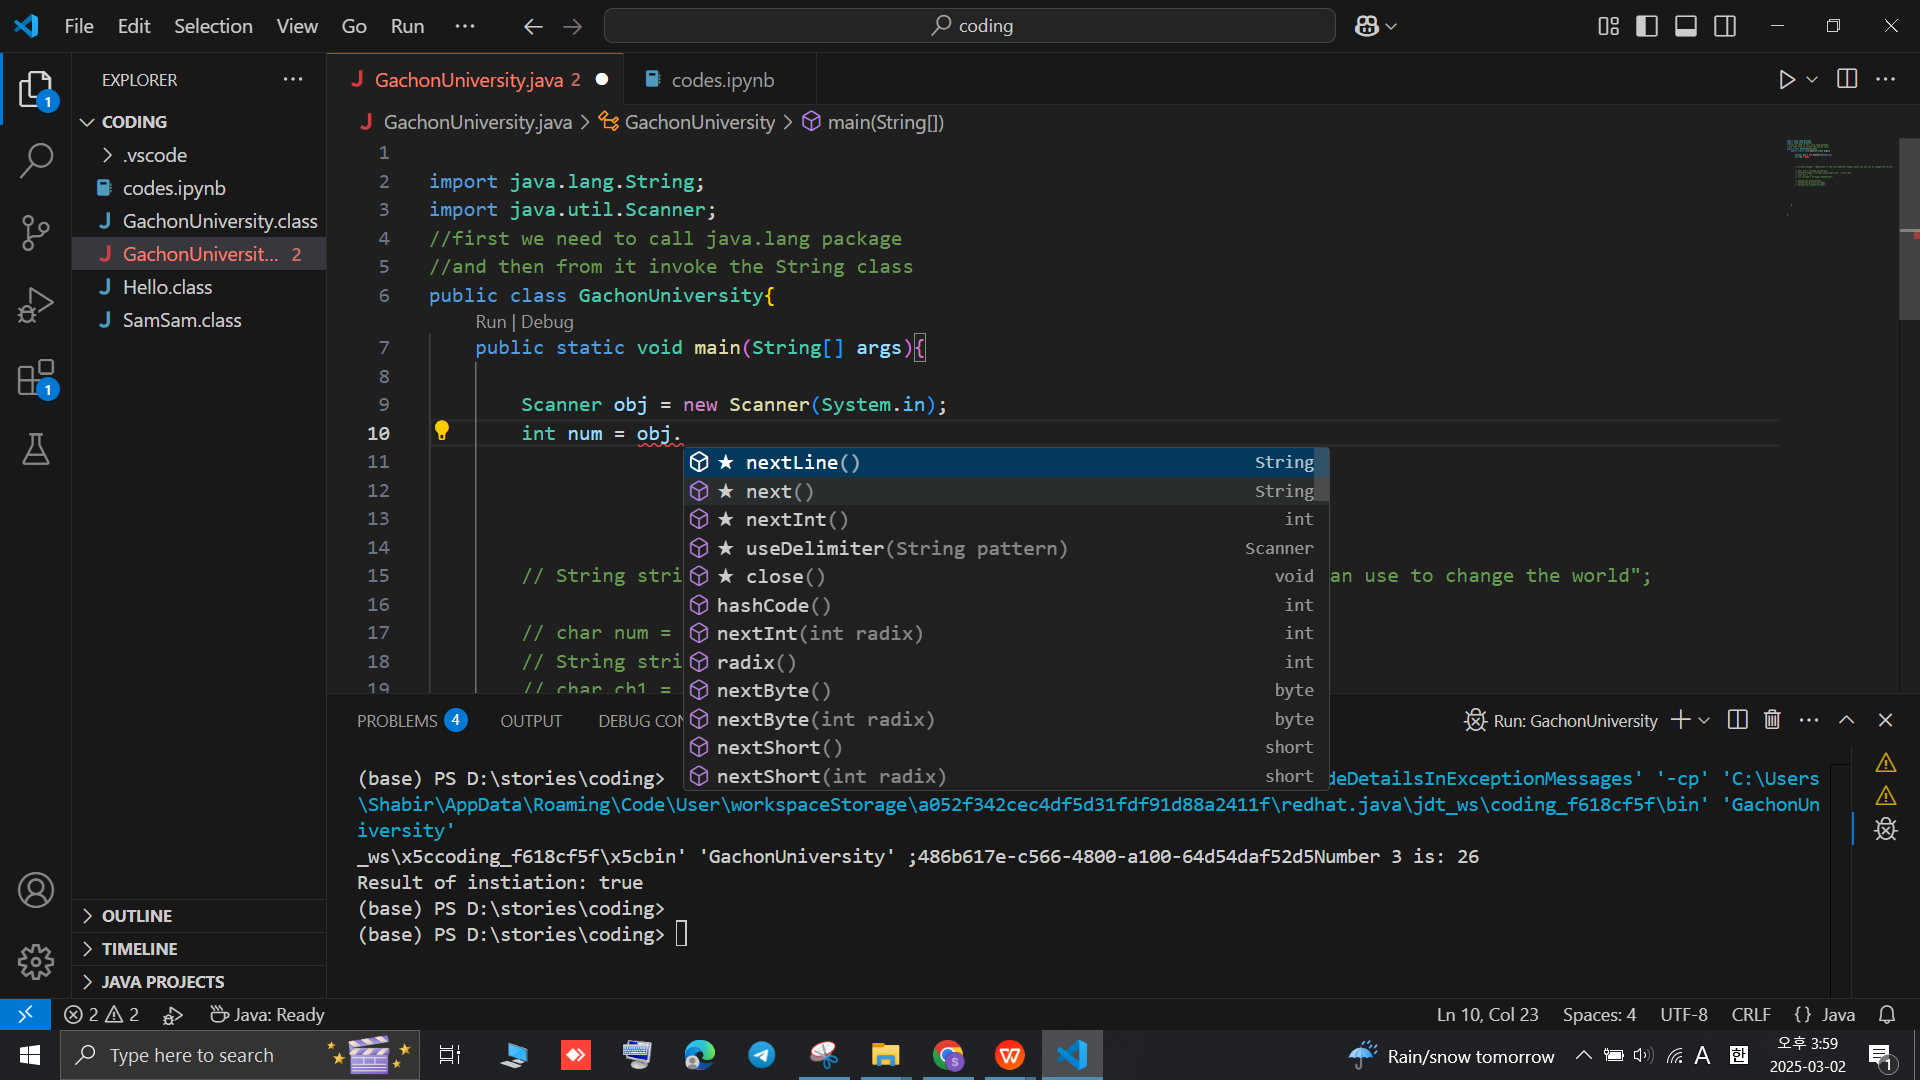 File Edit Selection View Go Run ...
coding
EXPLORER
CODING
.vscode
codes.ipynb
GachonUniversity.class
GachonUniversit... 2
Hello.class
SamSam.class
OUTLINE
TIMELINE
JAVA PROJECTS
GachonUniversity.java 2
codes.ipynb
GachonUniversity.java > GachonUniversity > main(String[])
1
2 import java.lang.String;
3 import java.util.Scanner;
4 //first we need to call java.lang package
5 //and then from it invoke the String class
6 public class GachonUniversity{
Run | Debug
7 public static void main(String[] args){
8
9 Scanner obj = new Scanner(System.in);
10 int num = obj.
11
12
13
14
15 // String stri an use to change the world";
16
17 // char num =
18 // String stri
19 // char ch1 =
nextLine() String
next() String
nextInt() int
useDelimiter(String pattern) Scanner
close() void
hashCode() int
nextInt(int radix) int
radix() int
nextByte() byte
nextByte(int radix) byte
nextShort() short
nextShort(int radix) short
PROBLEMS 4 OUTPUT DEBUG CON
Run: GachonUniversity
(base) PS D:\stories\coding> deDetailsInExceptionMessages' '-cp' 'C:\Users
\Shabir\AppData\Roaming\Code\User\workspaceStorage\a052f342cec4df5d31fdf91d88a2411f\redhat.java\jdt_ws\coding_f618cf5f\bin' 'GachonUn
iversity'
_ws\x5ccoding_f618cf5f\x5cbin' 'GachonUniversity' ;486b617e-c566-4800-a100-64d54daf52d5Number 3 is: 26
Result of instiation: true
(base) PS D:\stories\coding>
(base) PS D:\stories\coding>
2 2 Java: Ready
Ln 10, Col 23 Spaces: 4 UTF-8 CRLF {} Java
Type here to search
Rain/snow tomorrow
A 한
오후 3:59
2025-03-02
1